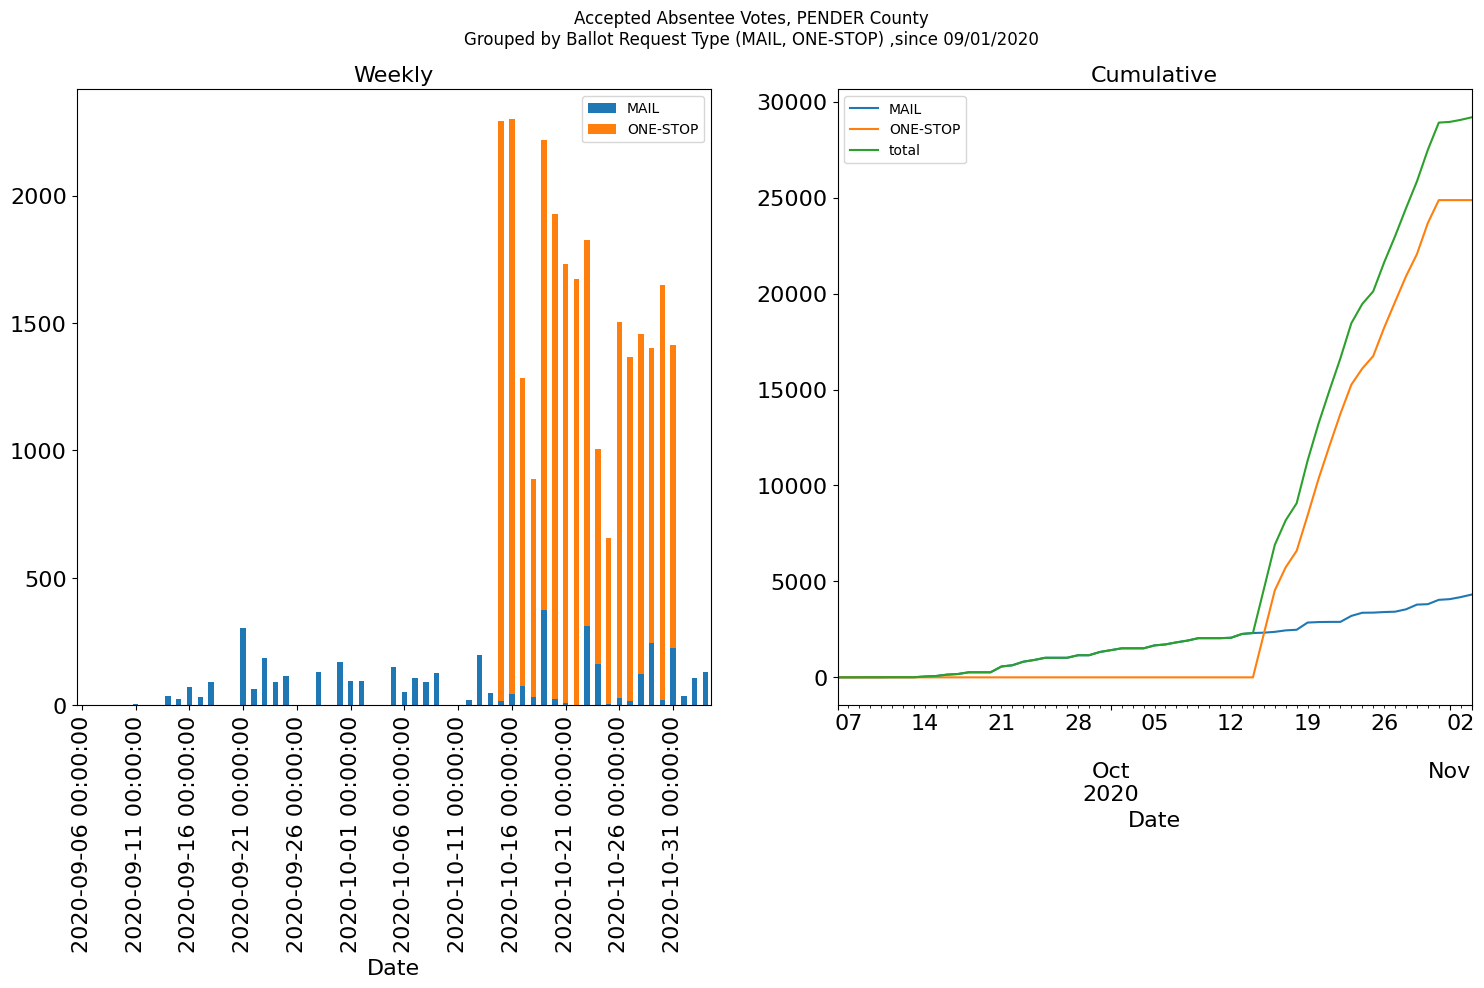 Accepted Absentee Votes, PENDER County
Grouped by Ballot Request Type (MAIL, ONE-STOP) ,since 09/01/2020
Weekly
MAIL
ONE-STOP
2000
1500
1000
500
0
2020-09-06 00:00:00
2020-09-11 00:00:00
2020-09-16 00:00:00
2020-09-21 00:00:00
2020-09-26 00:00:00
2020-10-01 00:00:00
2020-10-06 00:00:00
2020-10-11 00:00:00
2020-10-16 00:00:00
2020-10-21 00:00:00
2020-10-26 00:00:00
2020-10-31 00:00:00
Date
Cumulative
MAIL
ONE-STOP
total
30000
25000
20000
15000
10000
5000
0
07 14 21 28 05 12 19 26 02
Oct Nov
2020
Date